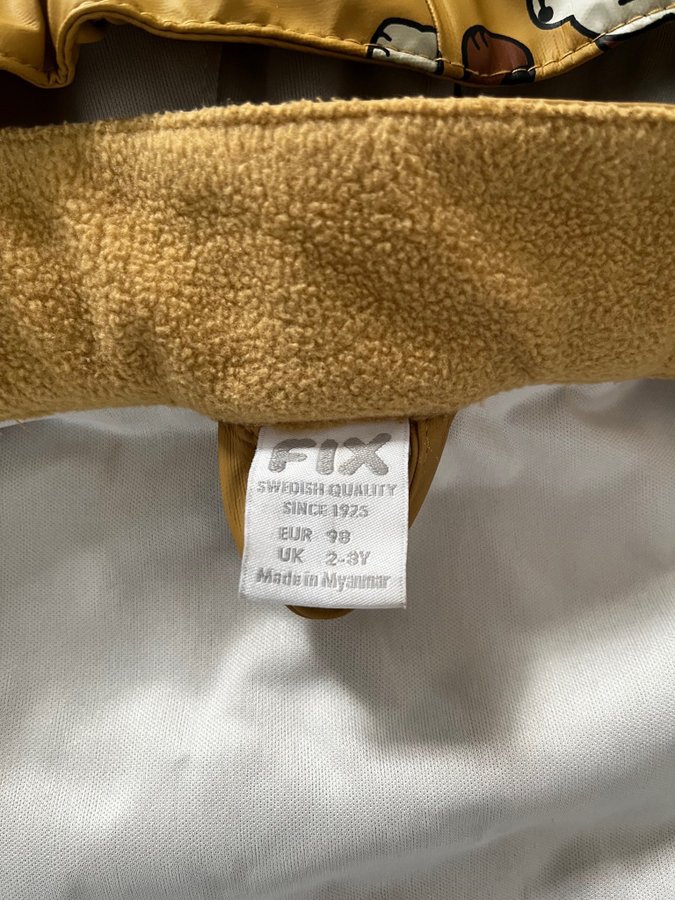 FIX
SWEDISH QUALITY
SINCE 1925
EUR 98
UK 2-3Y
Made in Myanmar